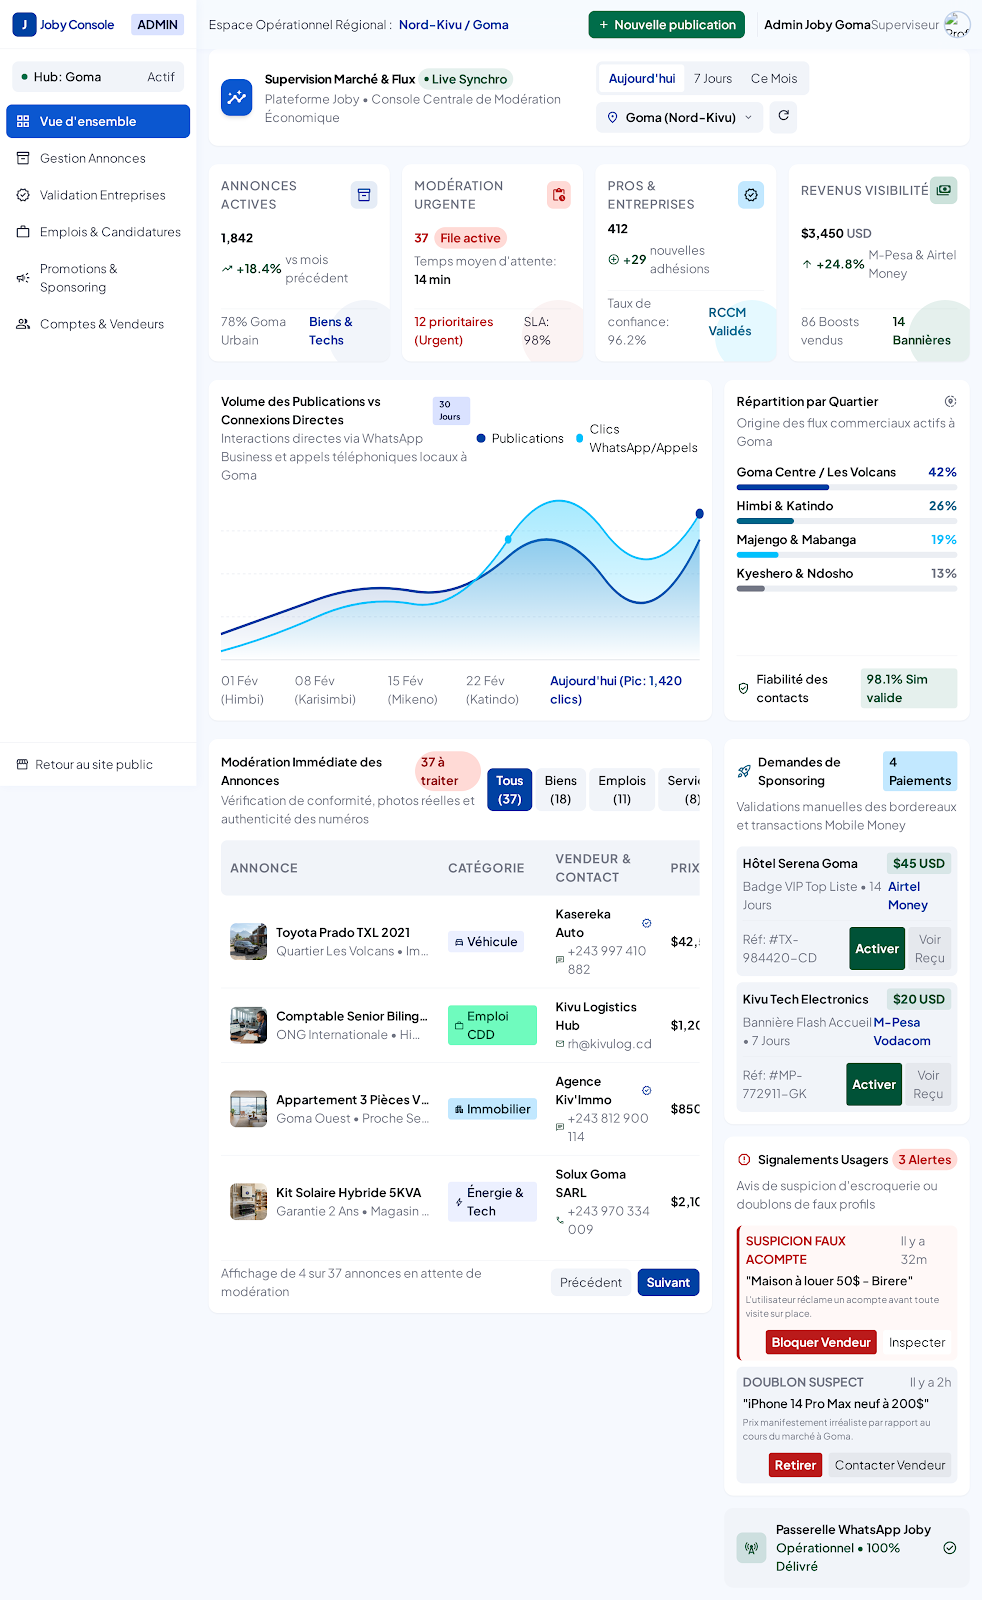 J Joby Console ADMIN
Espace Opérationnel Régional : Nord-Kivu / Goma
+ Nouvelle publication
Admin Joby Goma Superviseur
Hub: Goma Actif
Vue d'ensemble
Gestion Annonces
Validation Entreprises
Emplois & Candidatures
Promotions &
Sponsoring
Comptes & Vendeurs
Retour au site public
Supervision Marché & Flux • Live Synchro
Plateforme Joby • Console Centrale de Modération
Économique
Aujourd'hui 7 Jours Ce Mois
Goma (Nord-Kivu)
ANNONCES
ACTIVES
1,842
+18.4% vs mois
précédent
78% Goma
Urbain
Biens &
Techs
MODÉRATION
URGENTE
37 File active
Temps moyen d'attente:
14 min
12 prioritaires
(Urgent)
SLA:
98%
PROS &
ENTREPRISES
412
+29 nouvelles
adhésions
Taux de
confiance:
96.2%
RCCM
Validés
REVENUS VISIBILITÉ
$3,450 USD
+24.8% M-Pesa & Airtel
Money
86 Boosts
vendus
14
Bannières
Volume des Publications vs
Connexions Directes
30
Jours
Interactions directes via WhatsApp
Business et appels téléphoniques locaux à
Goma
Publications
Clics
WhatsApp/Appels
01 Fév
(Himbi)
08 Fév
(Karisimbi)
15 Fév
(Mikeno)
22 Fév
(Katindo)
Aujourd'hui (Pic: 1,420
clics)
Répartition par Quartier
Origine des flux commerciaux actifs à
Goma
Goma Centre / Les Volcans 42%
Himbi & Katindo 26%
Majengo & Mabanga 19%
Kyeshero & Ndosho 13%
Fiabilité des
contacts
98.1% Sim
valide
Modération Immédiate des
Annonces
37 à
traiter
Vérification de conformité, photos réelles et
authenticité des numéros
Tous
(37)
Biens
(18)
Emplois
(11)
Servic
(8)
ANNONCE CATÉGORIE VENDEUR &
CONTACT PRIX
Toyota Prado TXL 2021
Quartier Les Volcans • Im...
Véhicule
Kasereka
Auto
+243 997 410
882
$42,
Comptable Senior Biling...
ONG Internationale • Hi...
Emploi
CDD
Kivu Logistics
Hub
rh@kivulog.cd
$1,20
Appartement 3 Pièces V...
Goma Ouest • Proche Se...
Immobilier
Agence
Kiv'Immo
+243 812 900
114
$850
Kit Solaire Hybride 5KVA
Garantie 2 Ans • Magasin ...
Énergie &
Tech
Solux Goma
SARL
+243 970 334
009
$2,10
Affichage de 4 sur 37 annonces en attente de
modération
Précédent Suivant
Demandes de
Sponsoring
4
Paiements
Validations manuelles des bordereaux
et transactions Mobile Money
Hôtel Serena Goma $45 USD
Badge VIP Top Liste • 14
Jours
Airtel
Money
Réf: #TX-
984420-CD
Activer
Voir
Reçu
Kivu Tech Electronics $20 USD
Bannière Flash Accueil
• 7 Jours
M-Pesa
Vodacom
Réf: #MP-
772911-GK
Activer
Voir
Reçu
Signalements Usagers 3 Alertes
Avis de suspicion d'escroquerie ou
doublons de faux profils
SUSPICION FAUX
ACOMPTE
Il y a
32m
"Maison à louer 50$ - Birere"
L'utilisateur réclame un acompte avant toute
visite sur place.
Bloquer Vendeur Inspecter
DOUBLON SUSPECT Il y a 2h
"iPhone 14 Pro Max neuf à 200$"
Prix manifestement irréaliste par rapport au
cours du marché à Goma.
Retirer Contacter Vendeur
Passerelle WhatsApp Joby
Opérationnel • 100%
Délivré